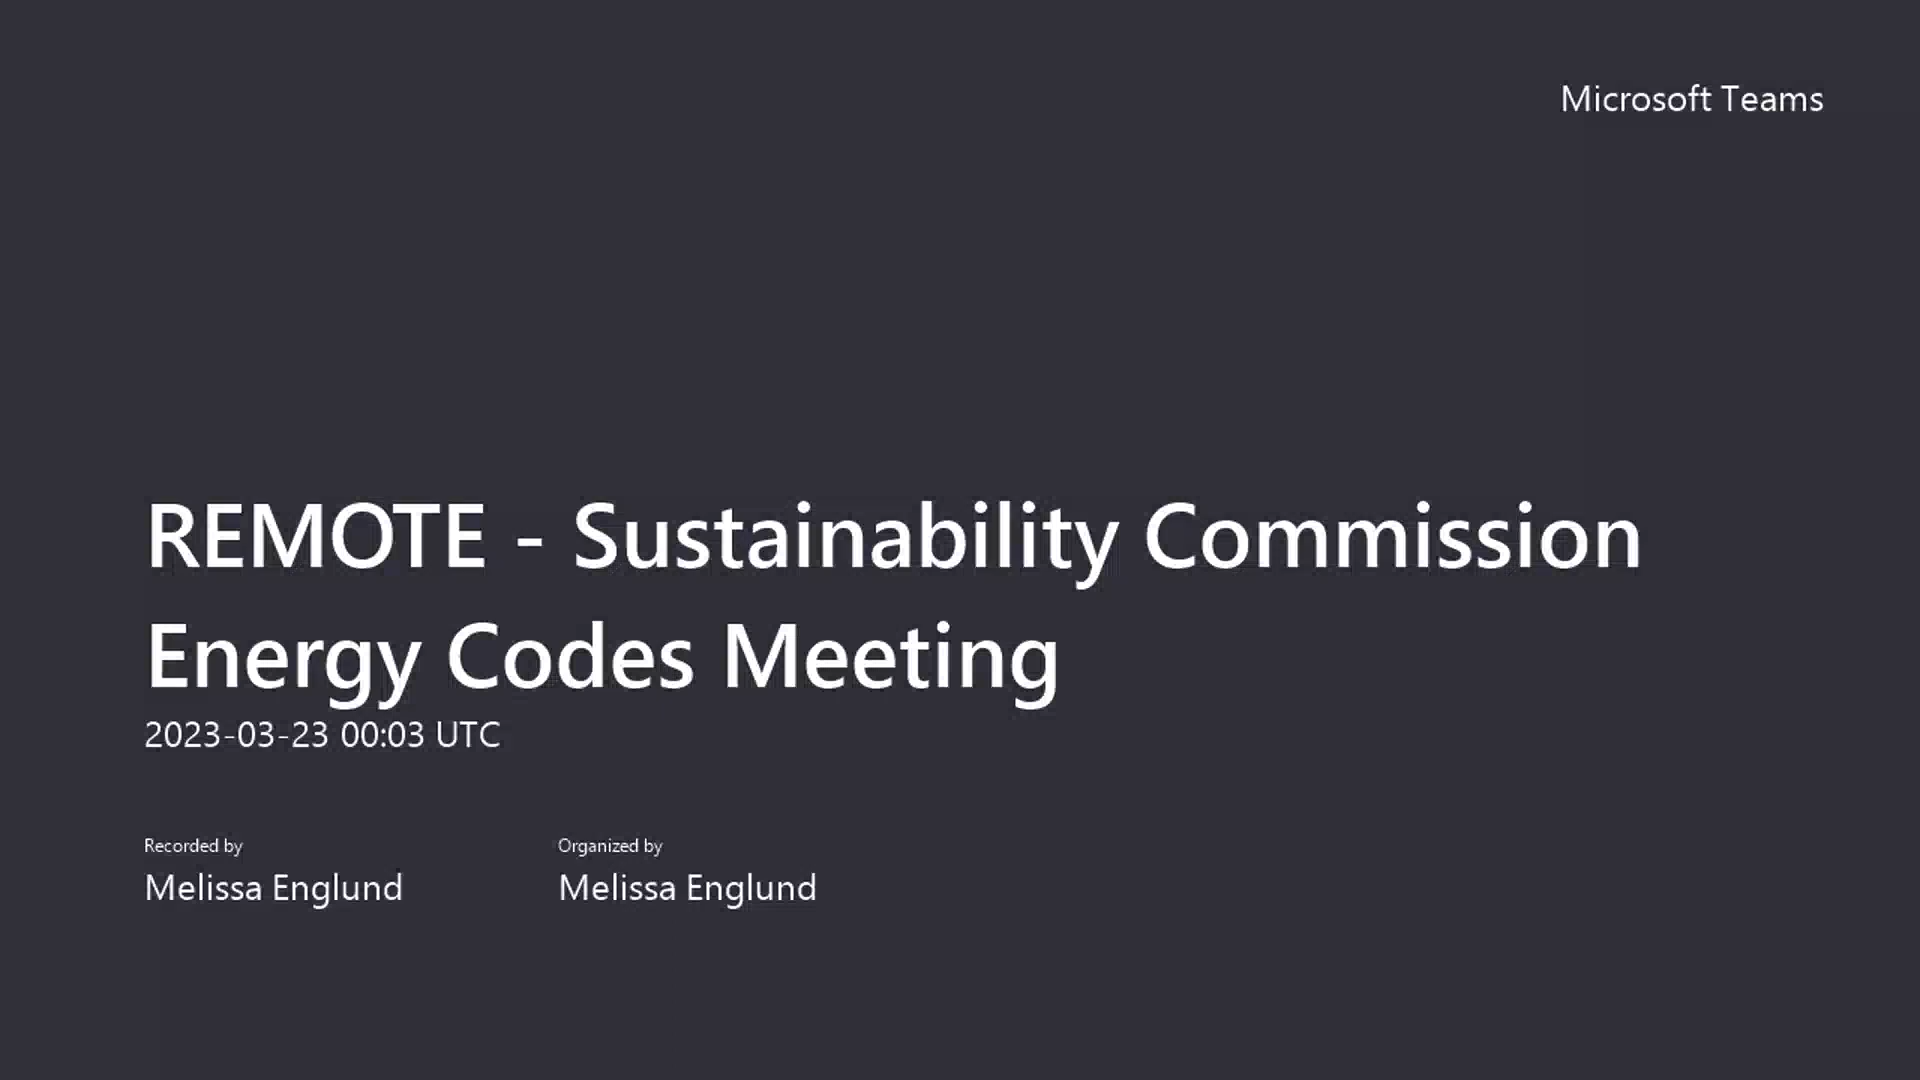 Microsoft Teams
REMOTE - Sustainability Commission
Energy Codes Meeting
2023-03-23 00:03 UTC
Recorded by
Melissa Englund
Organized by
Melissa Englund